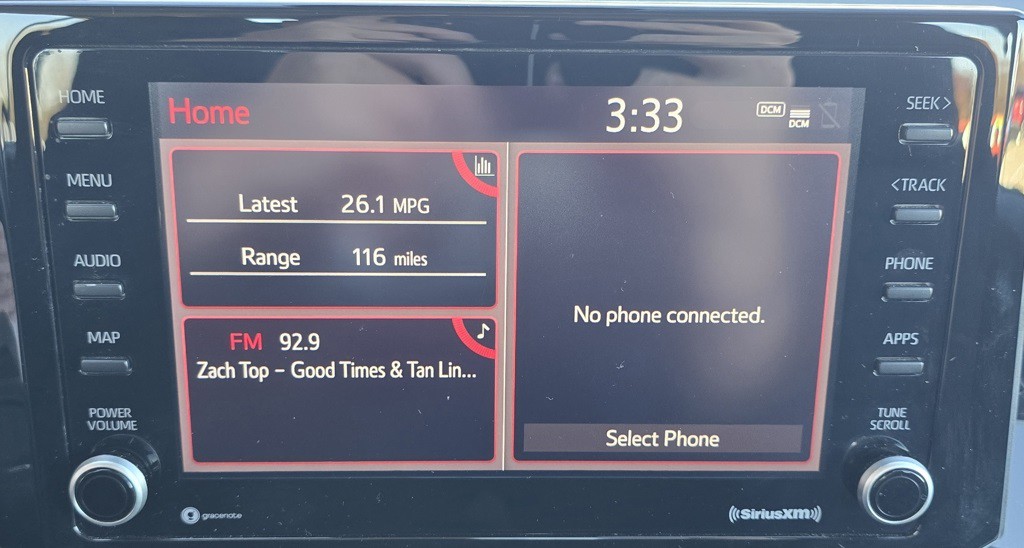 HOME
MENU
AUDIO
MAP
POWER
VOLUME
Home
3:33
DCM
DCM
Latest 26.1 MPG
Range 116 miles
FM 92.9
Zach Top – Good Times & Tan Lin...
No phone connected.
Select Phone
SEEK >
< TRACK
PHONE
APPS
TUNE
SCROLL
gracenote
SiriusXM